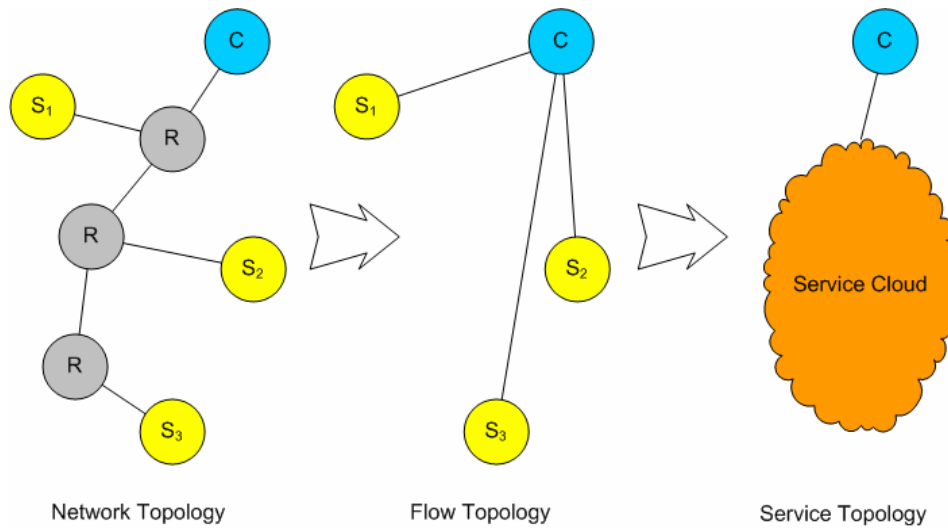 C
S₁
R
R
S₂
R
S₃
Network Topology
C
S₁
S₂
S₃
Flow Topology
C
Service Cloud
Service Topology